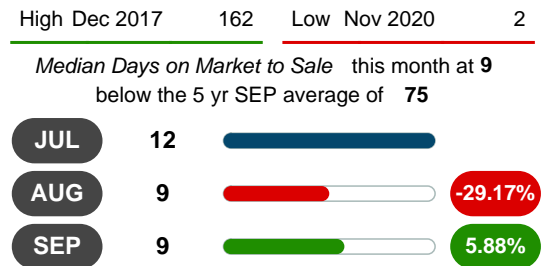 High Dec 2017 162 Low Nov 2020 2
Median Days on Market to Sale this month at 9
below the 5 yr SEP average of 75
JUL 12
AUG 9 -29.17%
SEP 9 5.88%